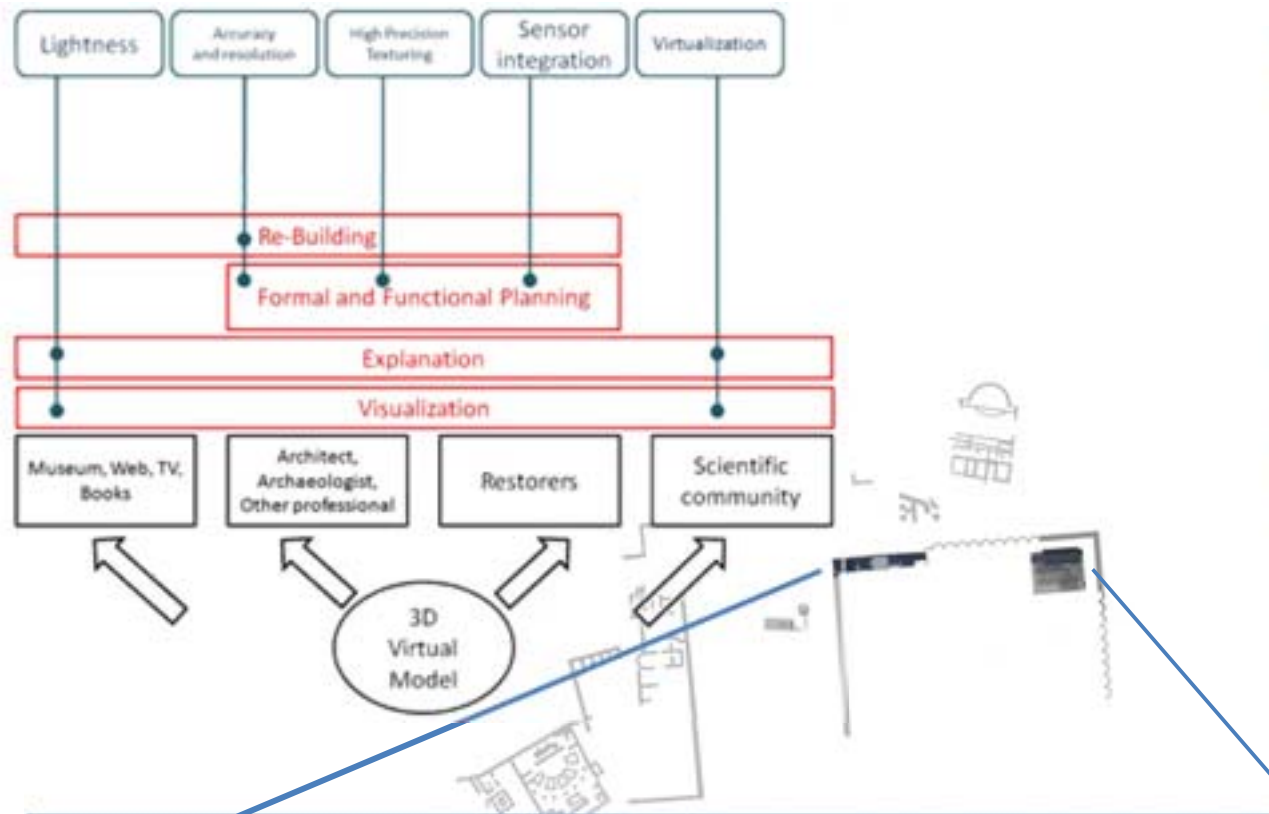 Lightness
Accuracy
and resolution
High Precision
Texturing
Sensor
integration
Virtualization
Re-Building
Formal and Functional Planning
Explanation
Visualization
Museum, Web, TV,
Books
Architect,
Archaeologist,
Other professional
Restorers
Scientific
community
3D
Virtual
Model